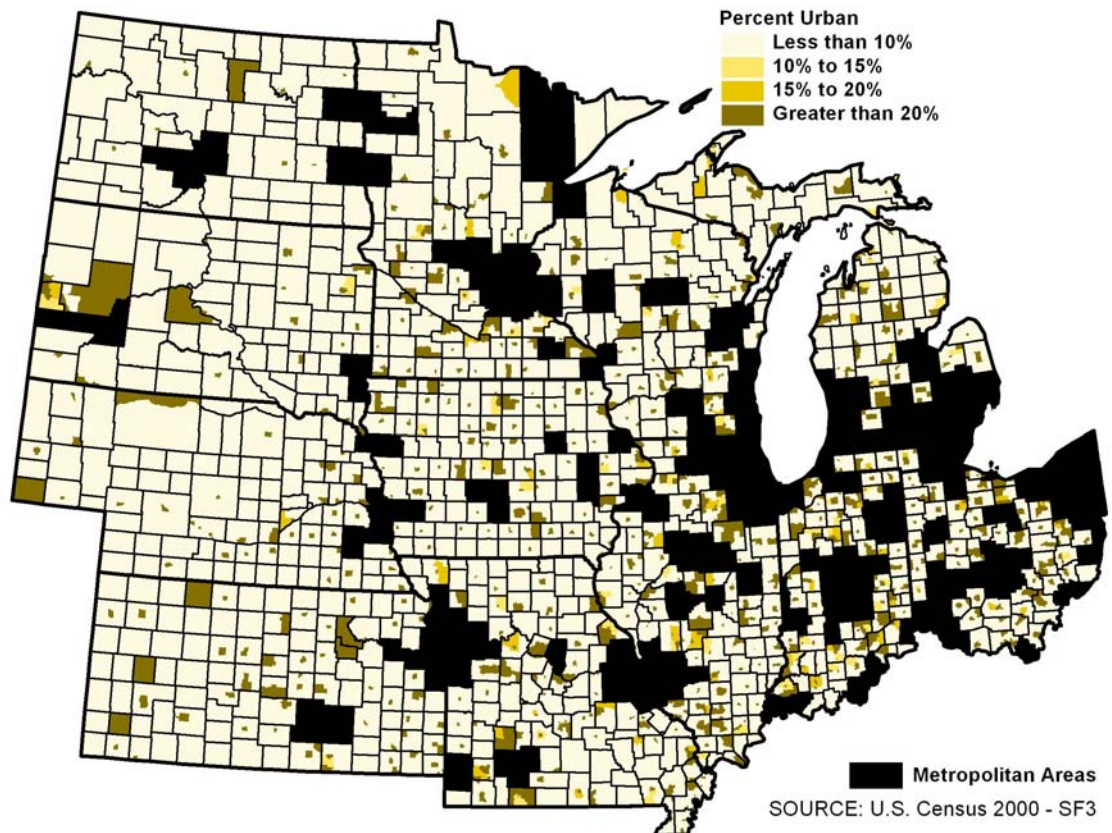 Percent Urban
Less than 10%
10% to 15%
15% to 20%
Greater than 20%
Metropolitan Areas
SOURCE: U.S. Census 2000 - SF3